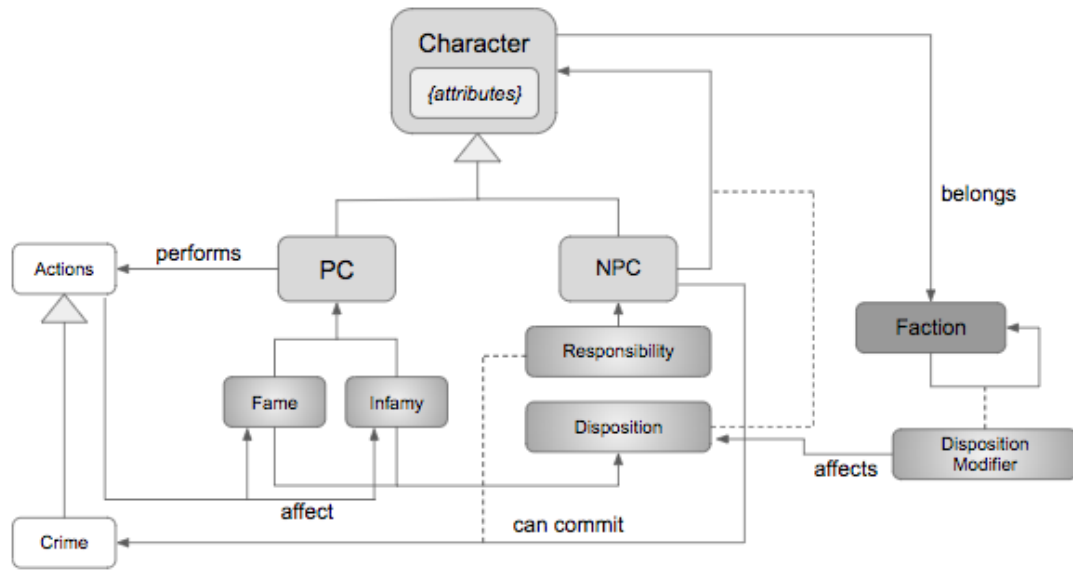 Character
{attributes}
belongs
performs
Actions
PC
NPC
Faction
Responsibility
Fame
Infamy
Disposition
Disposition
Modifier
affects
affect
can commit
Crime